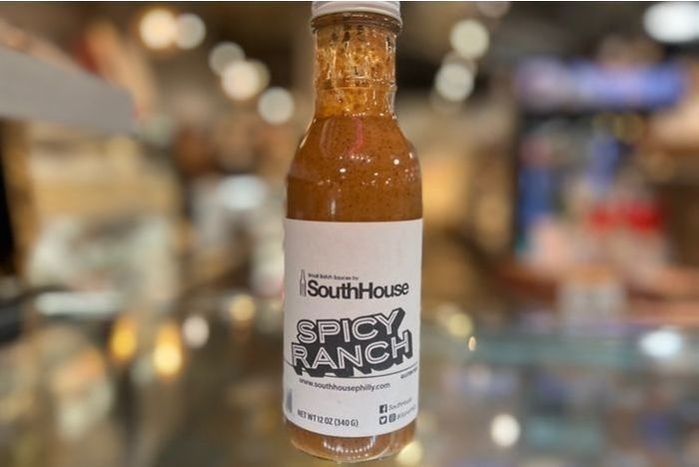 Small Batch Sauces by
SouthHouse
SPICY
RANCH
www.southhousephilly.com
NET WT 12 OZ (340 G)